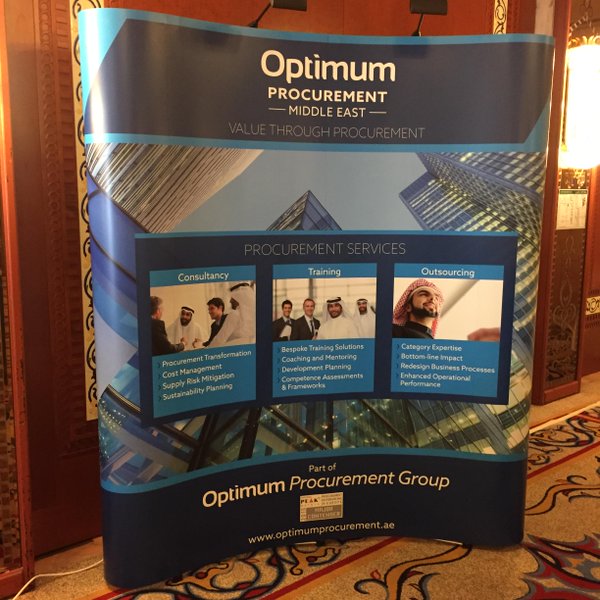 Optimum
PROCUREMENT
MIDDLE EAST
VALUE THROUGH PROCUREMENT
PROCUREMENT SERVICES
Consultancy
Procurement Transformation
Cost Management
Supply Risk Mitigation
Sustainability Planning
Training
Bespoke Training Solutions
Coaching and Mentoring
Development Planning
Competence Assessments
& Frameworks
Outsourcing
Category Expertise
Bottom-line Impact
Redesign Business Processes
Enhanced Operational
Performance
Part of
Optimum Procurement Group
PEAK
MAJOR CONTENDER
www.optimumprocurement.ae